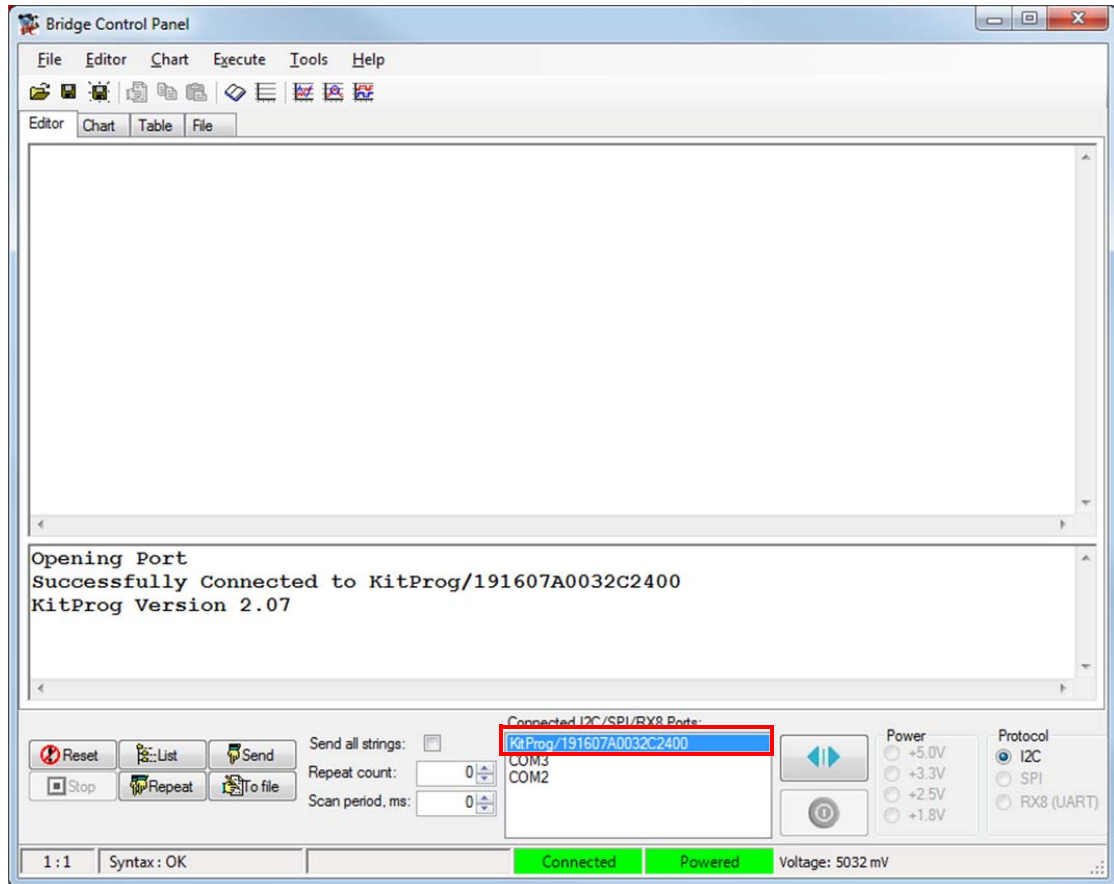 Bridge Control Panel
File Editor Chart Execute Tools Help
Editor Chart Table File
Opening Port
Successfully Connected to KitProg/191607A0032C2400
KitProg Version 2.07
Connected I2C/SPI/RX8 Ports:
KitProg/191607A0032C2400
COM3
COM2
Reset List Send
Stop Repeat To file
Send all strings:
Repeat count: 0
Scan period, ms: 0
Power
+5.0V
+3.3V
+2.5V
+1.8V
Protocol
I2C
SPI
RX8 (UART)
1 : 1 Syntax : OK Connected Powered Voltage: 5032 mV